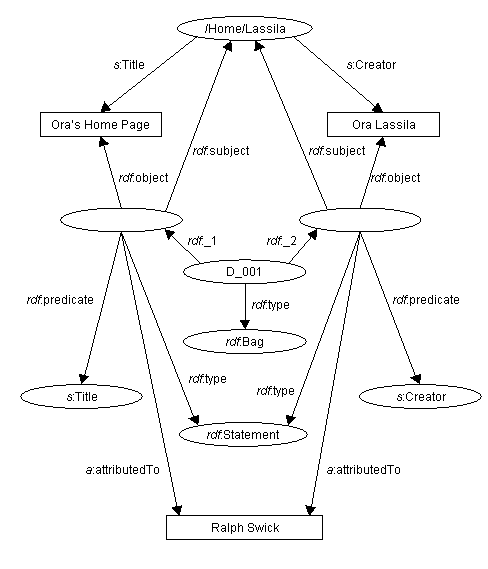 /Home/Lassila
s:Title
s:Creator
Ora's Home Page
Ora Lassila
rdf:subject
rdf:subject
rdf:object
rdf:object
rdf:_1
rdf:_2
D_001
rdf:predicate
rdf:type
rdf:predicate
rdf:Bag
rdf:type
rdf:type
s:Title
s:Creator
rdf:Statement
a:attributedTo
a:attributedTo
Ralph Swick